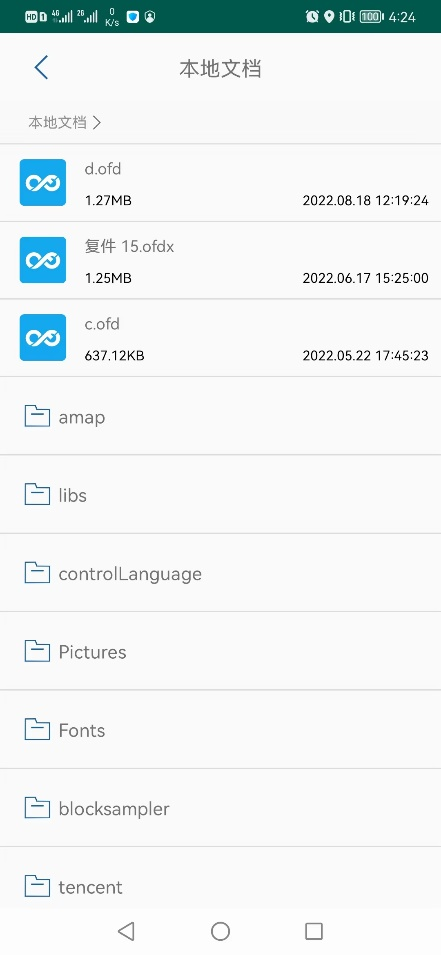 HD 4G 2G 0 K/s 100 4:24
本地文档
本地文档
d.ofd
1.27MB 2022.08.18 12:19:24
复件 15.ofdx
1.25MB 2022.06.17 15:25:00
c.ofd
637.12KB 2022.05.22 17:45:23
amap
libs
controlLanguage
Pictures
Fonts
blocksampler
tencent